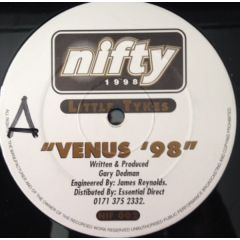 nifty
1998
LITTLE TYKES
A
"VENUS '98"
Written & Produced
Gary Dedman
Engineered By: James Reynolds.
Distibuted By: Essential Direct
0171 375 2332.